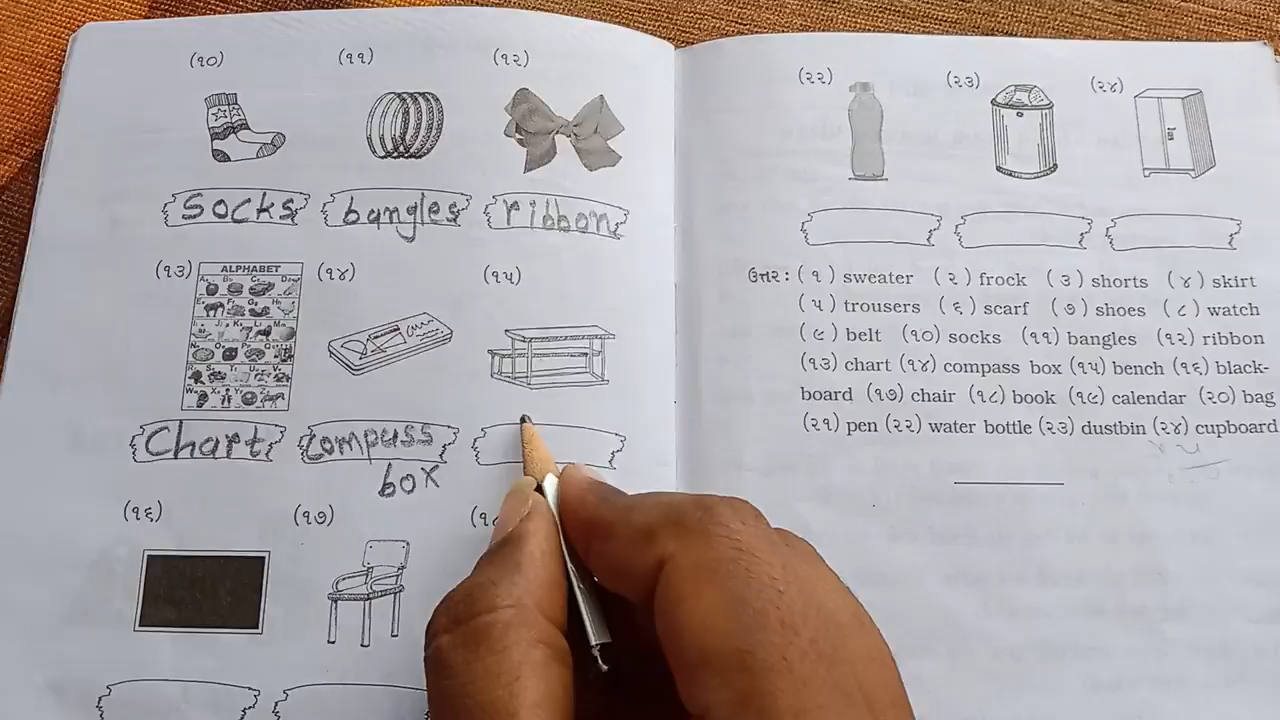 (૧૦) (૧૧) (૧૨)
Socks bangles ribbon
(૧૩) (૧૪) (૧૫)
ALPHABET
Chart Compass
box
(૧૬) (૧૭)
(૨૨) (૨૩) (૨૪)
ઉત્તર : (૧) sweater (૨) frock (૩) shorts (૪) skirt
(૫) trousers (૬) scarf (૭) shoes (૮) watch
(૯) belt (૧૦) socks (૧૧) bangles (૧૨) ribbon
(૧૩) chart (૧૪) compass box (૧૫) bench (૧૬) black-
board (૧૭) chair (૧૮) book (૧૯) calendar (૨૦) bag
(૨૧) pen (૨૨) water bottle (૨૩) dustbin (૨૪) cupboard